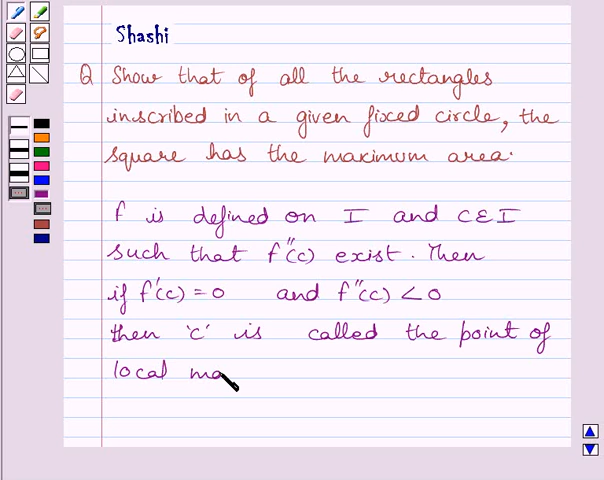 Shashi
Q Show that of all the rectangles
inscribed in a given fixed circle, the
square has the maximum area.
f is defined on I and C ∈ I
such that f''(c) exist. Then
if f'(c) = 0 and f''(c) < 0
then 'c' is called the point of
local ma